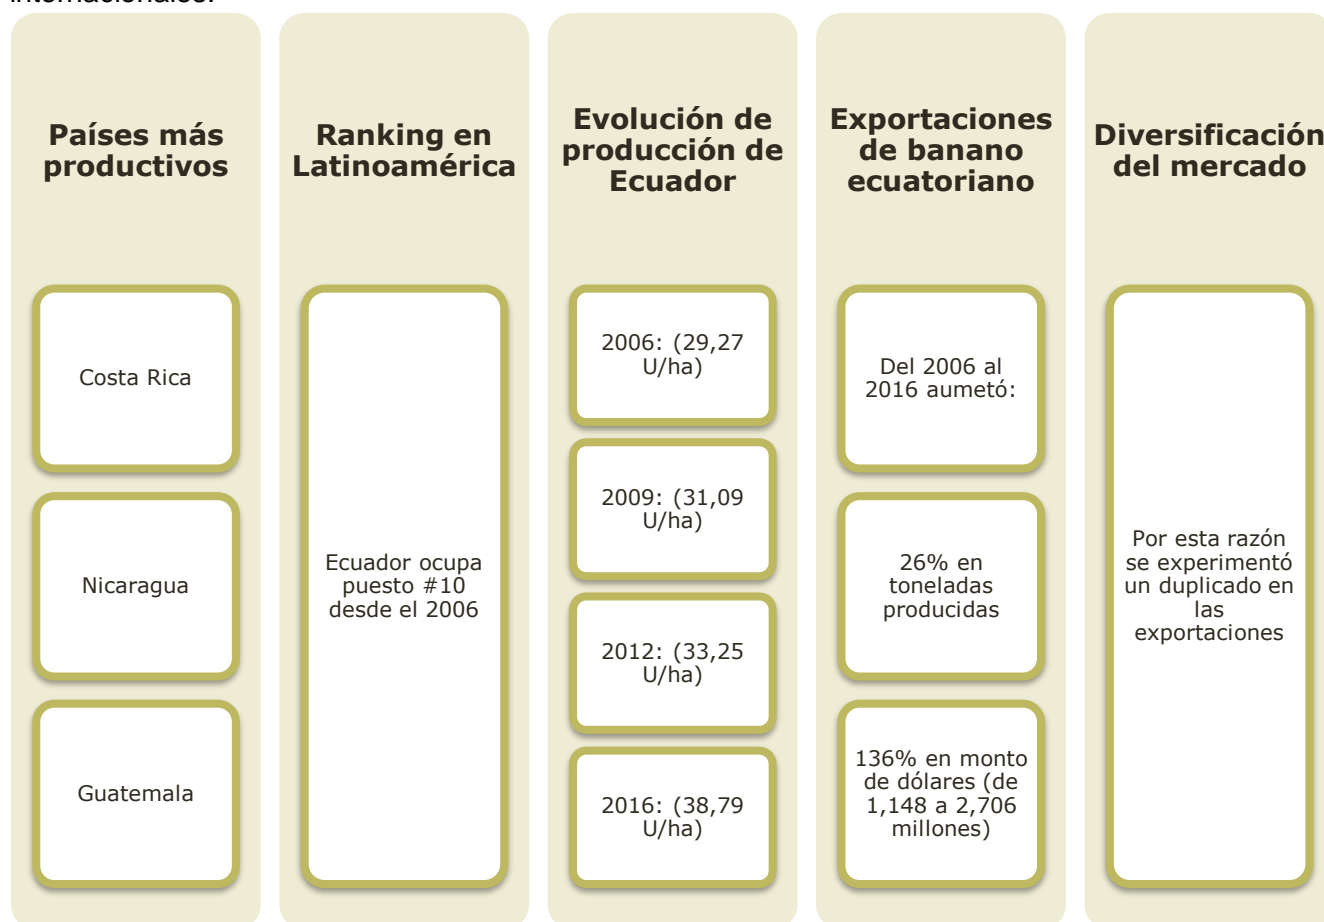 internacionales.
Países más
productivos
Costa Rica
Nicaragua
Guatemala
Ranking en
Latinoamérica
Ecuador ocupa
puesto #10
desde el 2006
Evolución de
producción de
Ecuador
2006: (29,27
U/ha)
2009: (31,09
U/ha)
2012: (33,25
U/ha)
2016: (38,79
U/ha)
Exportaciones
de banano
ecuatoriano
Del 2006 al
2016 aumetó:
26% en
toneladas
producidas
136% en monto
de dólares (de
1,148 a 2,706
millones)
Diversificación
del mercado
Por esta razón
se experimentó
un duplicado en
las
exportaciones